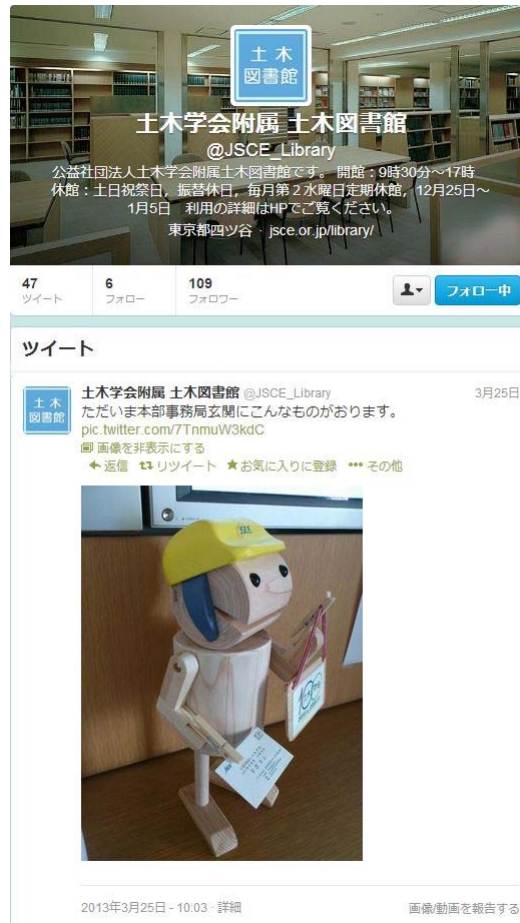 土 木
図書館
土木学会附属 土木図書館
@JSCE_Library
公益社団法人土木学会附属土木図書館です。 開館：9時30分～17時
休館：土日祝祭日，振替休日，毎月第２水曜日定期休館，12月25日～
1月5日　利用の詳細はHPでご覧ください。
東京都四ツ谷 · jsce.or.jp/library/
47
ツイート
6
フォロー
109
フォロワー
フォロー中
ツイート
土 木
図書館
土木学会附属 土木図書館 @JSCE_Library
3月25日
ただいま本部事務局玄関にこんなものがおります。
pic.twitter.com/7TnmuW3kdC
画像を非表示にする
返信 リツイート お気に入りに登録 その他
2013年3月25日 - 10:03 · 詳細
画像/動画を報告する